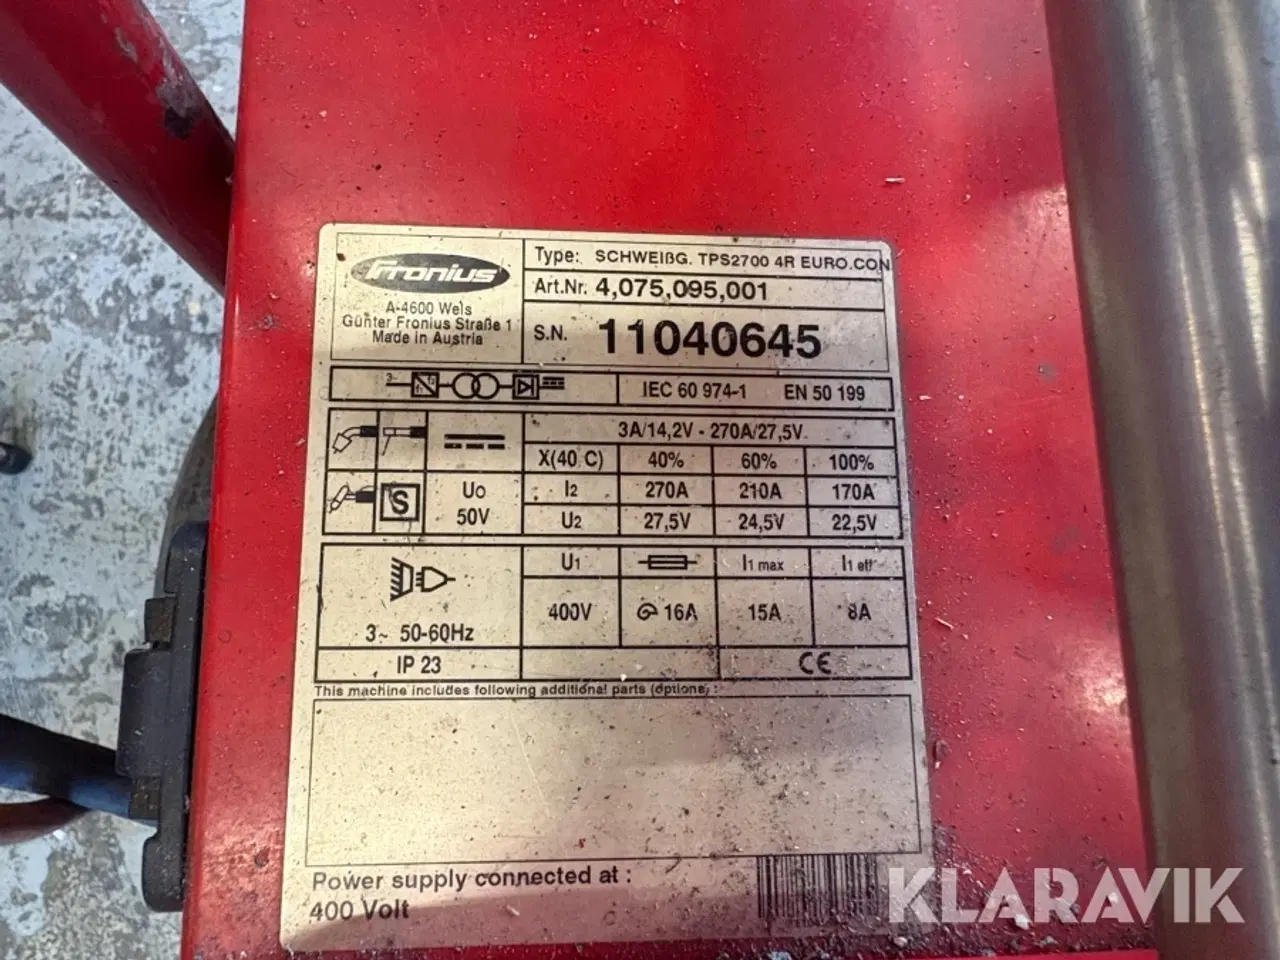 Fronius
A-4600 Wels
Günter Fronius Straße 1
Made in Austria
Type: SCHWEIßG. TPS2700 4R EURO.CON
Art.Nr. 4,075,095,001
S.N. 11040645
3~ IEC 60 974-1 EN 50 199
3A/14,2V - 270A/27,5V
X(40 C) 40% 60% 100%
I2 270A 210A 170A
U2 27,5V 24,5V 22,5V
S
Uo
50V
3~ 50-60Hz
U1 I1 max I1 eff
400V 16A 15A 8A
IP 23 CE
This machine includes following additional parts (options) :
Power supply connected at :
400 Volt
KLARAVIK